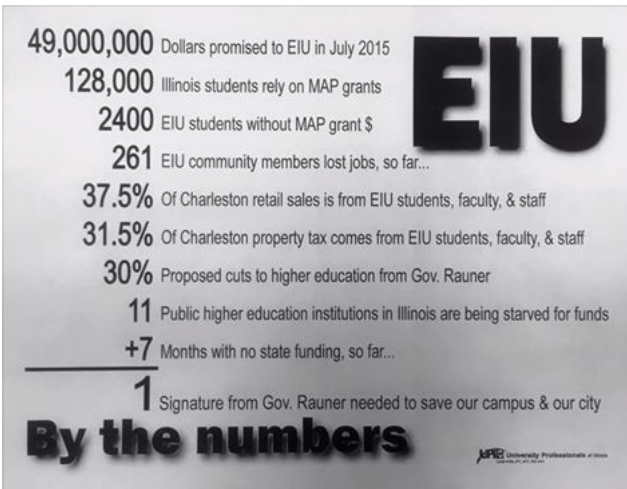 49,000,000 Dollars promised to EIU in July 2015
EIU
128,000 Illinois students rely on MAP grants
2400 EIU students without MAP grant $
261 EIU community members lost jobs, so far...
37.5% Of Charleston retail sales is from EIU students, faculty, & staff
31.5% Of Charleston property tax comes from EIU students, faculty, & staff
30% Proposed cuts to higher education from Gov. Rauner
11 Public higher education institutions in Illinois are being starved for funds
+7 Months with no state funding, so far...
1 Signature from Gov. Rauner needed to save our campus & our city
By the numbers
UPI University Professionals of Illinois